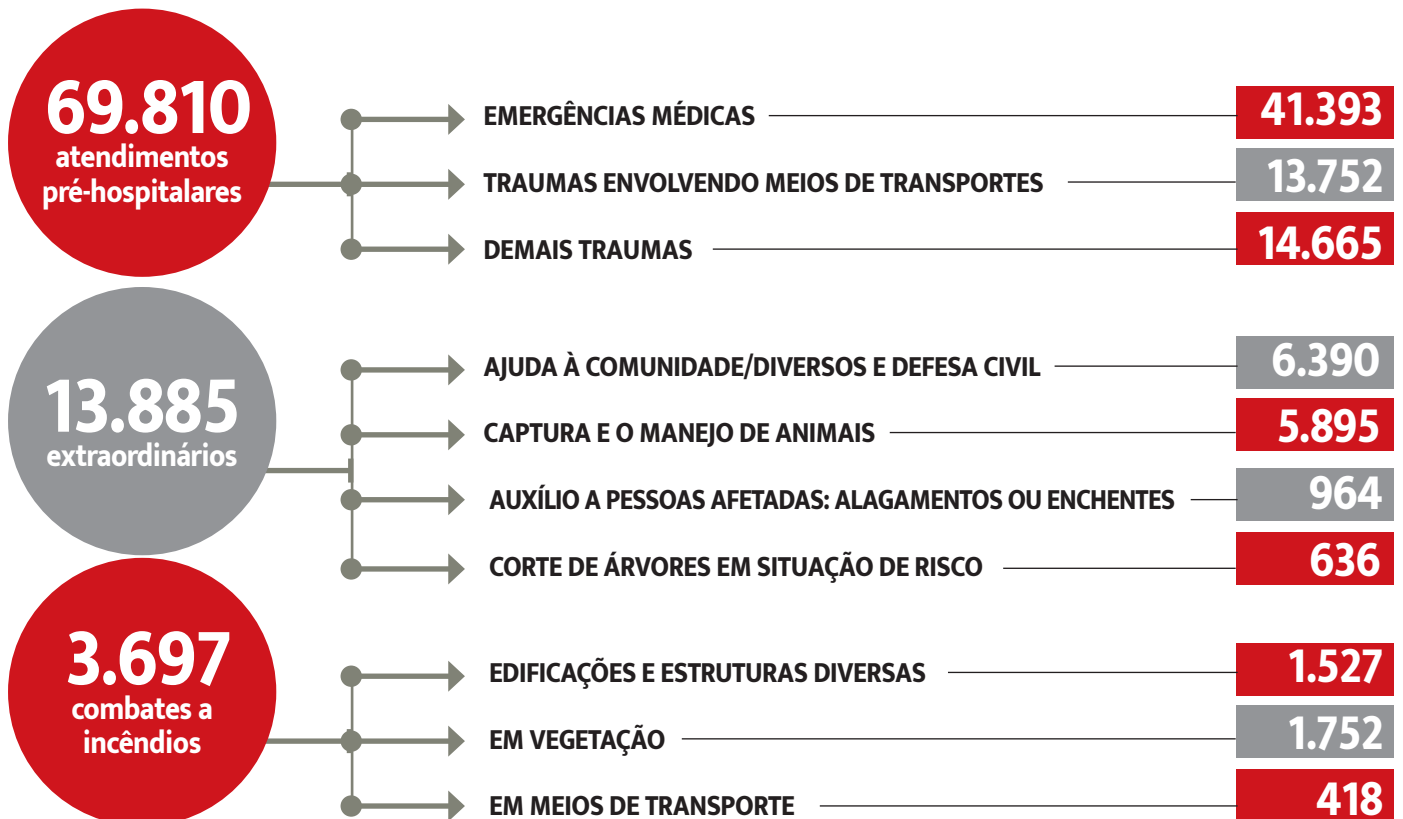 69.810
atendimentos
pré-hospitalares
EMERGÊNCIAS MÉDICAS 41.393
TRAUMAS ENVOLVENDO MEIOS DE TRANSPORTES 13.752
DEMAIS TRAUMAS 14.665
13.885
extraordinários
AJUDA À COMUNIDADE/DIVERSOS E DEFESA CIVIL 6.390
CAPTURA E O MANEJO DE ANIMAIS 5.895
AUXÍLIO A PESSOAS AFETADAS: ALAGAMENTOS OU ENCHENTES 964
CORTE DE ÁRVORES EM SITUAÇÃO DE RISCO 636
3.697
combates a
incêndios
EDIFICAÇÕES E ESTRUTURAS DIVERSAS 1.527
EM VEGETAÇÃO 1.752
EM MEIOS DE TRANSPORTE 418